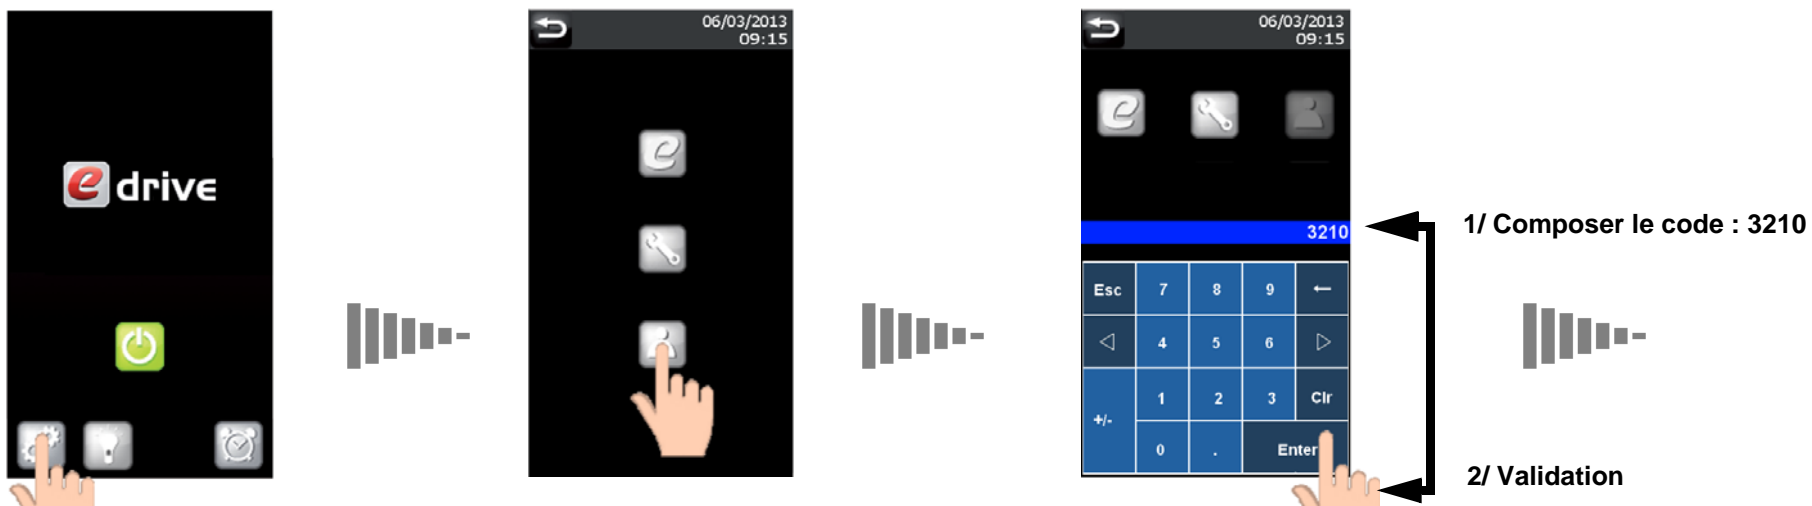 e drive
06/03/2013
09:15
e
06/03/2013
09:15
e
3210
1/ Composer le code : 3210
Esc 7 8 9 ←
◁ 4 5 6 ▷
+/- 1 2 3 Clr
0 . Enter
2/ Validation